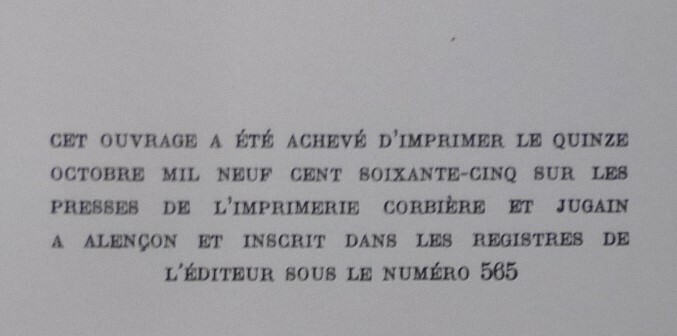 CET OUVRAGE A ÉTÉ ACHEVÉ D'IMPRIMER LE QUINZE
OCTOBRE MIL NEUF CENT SOIXANTE-CINQ SUR LES
PRESSES DE L'IMPRIMERIE CORBIÈRE ET JUGAIN
A ALENÇON ET INSCRIT DANS LES REGISTRES DE
L'ÉDITEUR SOUS LE NUMÉRO 565